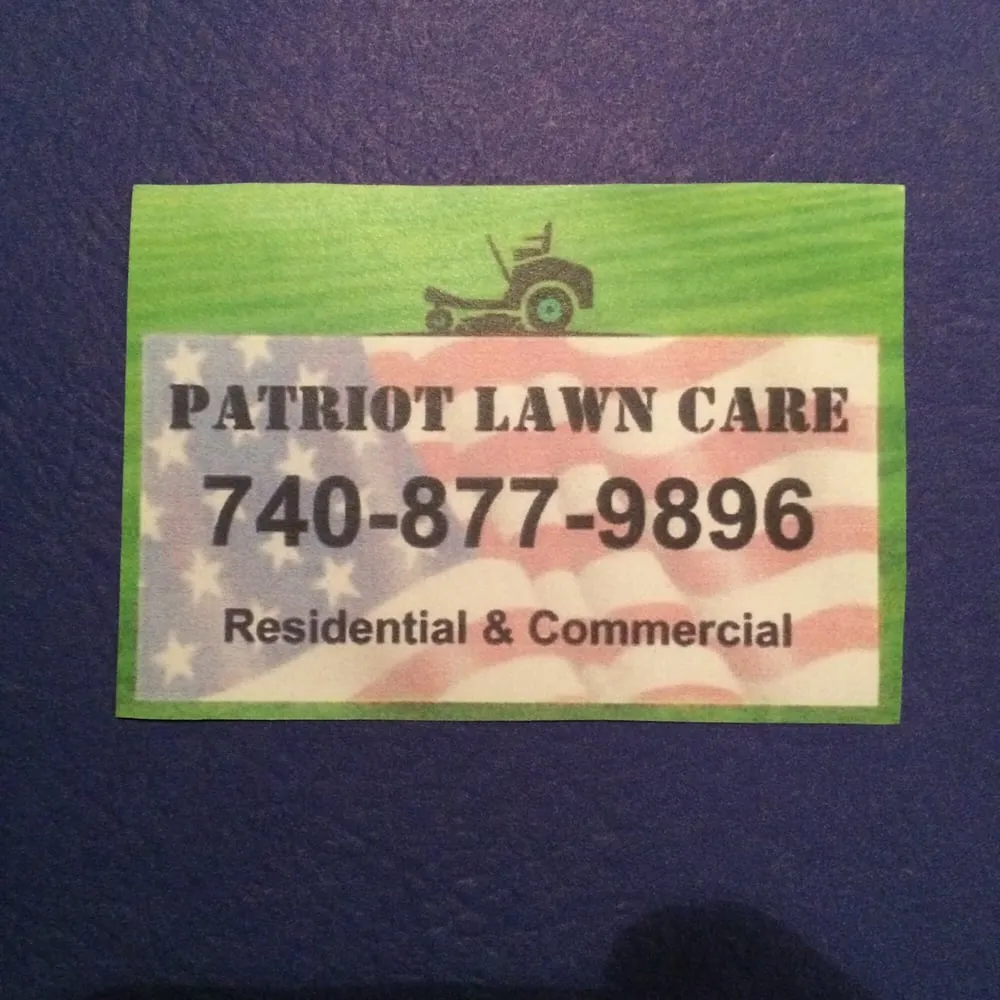 PATRIOT LAWN CARE
740-877-9896
Residential & Commercial